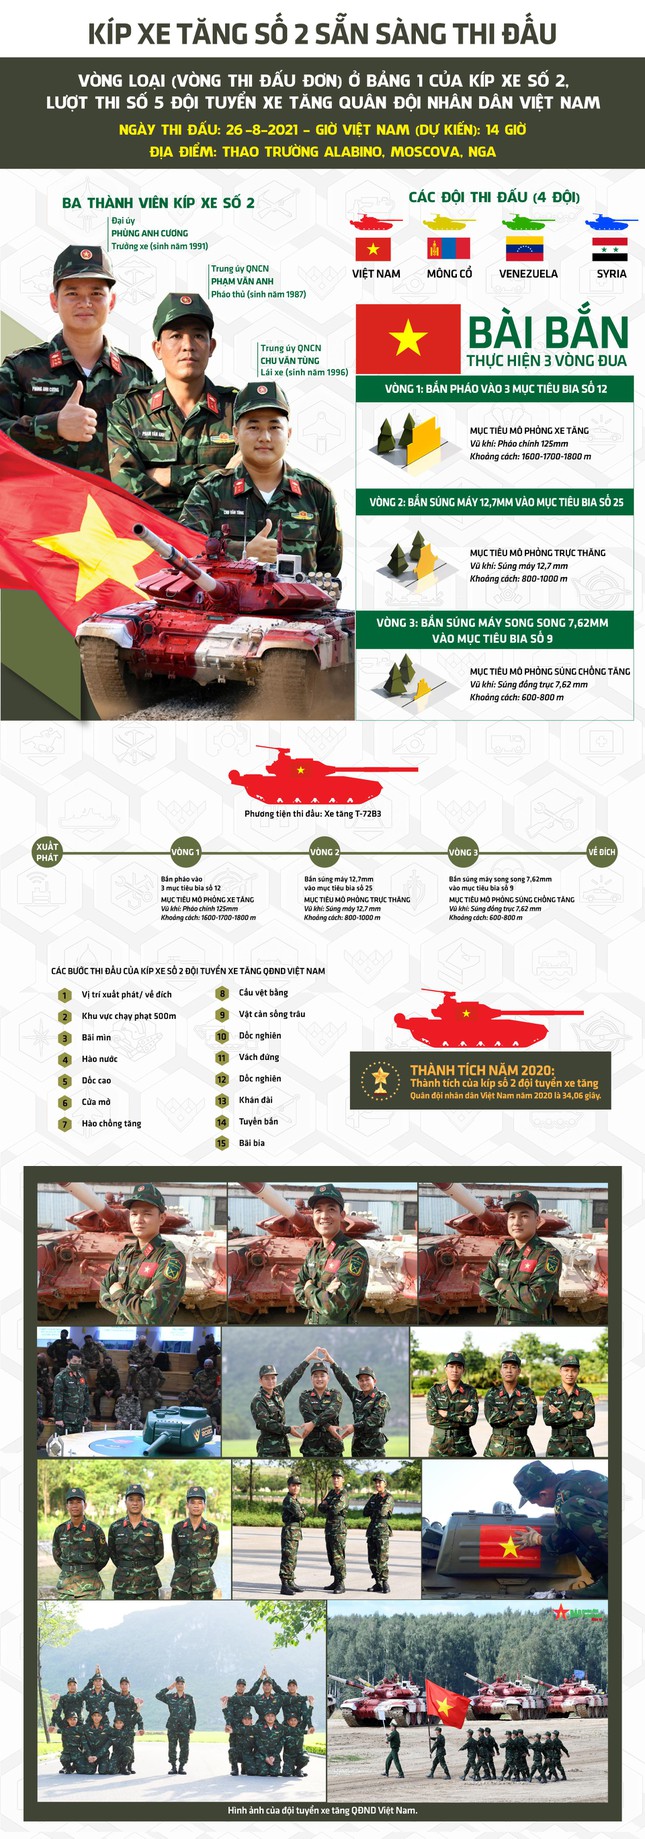 KÍP XE TĂNG SỐ 2 SẴN SÀNG THI ĐẤU
VÒNG LOẠI (VÒNG THI ĐẤU ĐƠN) Ở BẢNG 1 CỦA KÍP XE SỐ 2,
LƯỢT THI SỐ 5 ĐỘI TUYỂN XE TĂNG QUÂN ĐỘI NHÂN DÂN VIỆT NAM
NGÀY THI ĐẤU: 26-8-2021 - GIỜ VIỆT NAM (DỰ KIẾN): 14 GIỜ
ĐỊA ĐIỂM: THAO TRƯỜNG ALABINO, MOSCOVA, NGA
BA THÀNH VIÊN KÍP XE SỐ 2
Đại úy
PHÙNG ANH CƯƠNG
Trưởng xe (sinh năm 1991)
Trung úy QNCN
PHẠM VĂN ANH
Pháo thủ (sinh năm 1987)
Trung úy QNCN
CHU VĂN TÙNG
Lái xe (sinh năm 1996)
CÁC ĐỘI THI ĐẤU (4 ĐỘI)
VIỆT NAM
MÔNG CỔ
VENEZUELA
SYRIA
BÀI BẮN
THỰC HIỆN 3 VÒNG ĐUA
VÒNG 1: BẮN PHÁO VÀO 3 MỤC TIÊU BIA SỐ 12
MỤC TIÊU MÔ PHỎNG XE TĂNG
Vũ khí: Pháo chính 125mm
Khoảng cách: 1600-1700-1800 m
VÒNG 2: BẮN SÚNG MÁY 12,7MM VÀO MỤC TIÊU BIA SỐ 25
MỤC TIÊU MÔ PHỎNG TRỰC THĂNG
Vũ khí: Súng máy 12,7 mm
Khoảng cách: 800-1000 m
VÒNG 3: BẮN SÚNG MÁY SONG SONG 7,62MM
VÀO MỤC TIÊU BIA SỐ 9
MỤC TIÊU MÔ PHỎNG SÚNG CHỐNG TĂNG
Vũ khí: Súng đồng trục 7,62 mm
Khoảng cách: 600-800 m
PHÙNG ANH CƯƠNG
PHẠM VĂN ANH
CHU VĂN TÙNG
Phương tiện thi đấu: Xe tăng T-72B3
XUẤT
PHÁT
VÒNG 1
VÒNG 2
VÒNG 3
VỀ ĐÍCH
Bắn pháo vào
3 mục tiêu bia số 12
MỤC TIÊU MÔ PHỎNG XE TĂNG
Vũ khí: Pháo chính 125mm
Khoảng cách: 1600-1700-1800 m
Bắn súng máy 12,7mm
vào mục tiêu bia số 25
MỤC TIÊU MÔ PHỎNG TRỰC THĂNG
Vũ khí: Súng máy 12,7 mm
Khoảng cách: 800-1000 m
Bắn súng máy song song 7,62mm
vào mục tiêu bia số 9
MỤC TIÊU MÔ PHỎNG SÚNG CHỐNG TĂNG
Vũ khí: Súng đồng trục 7,62 mm
Khoảng cách: 600-800 m
CÁC BƯỚC THI ĐẤU CỦA KÍP XE SỐ 2 ĐỘI TUYỂN XE TĂNG QĐND VIỆT NAM
1 Vị trí xuất phát/ về đích
2 Khu vực chạy phạt 500m
3 Bãi mìn
4 Hào nước
5 Dốc cao
6 Cửa mở
7 Hào chống tăng
8 Cầu vệt bằng
9 Vật cản sống trâu
10 Dốc nghiên
11 Vách đứng
12 Dốc nghiên
13 Khán đài
14 Tuyến bắn
15 Bãi bia
THÀNH TÍCH NĂM 2020:
Thành tích của kíp số 2 đội tuyển xe tăng
Quân đội nhân dân Việt Nam năm 2020 là 34,06 giây.
Hình ảnh của đội tuyển xe tăng QĐND Việt Nam.